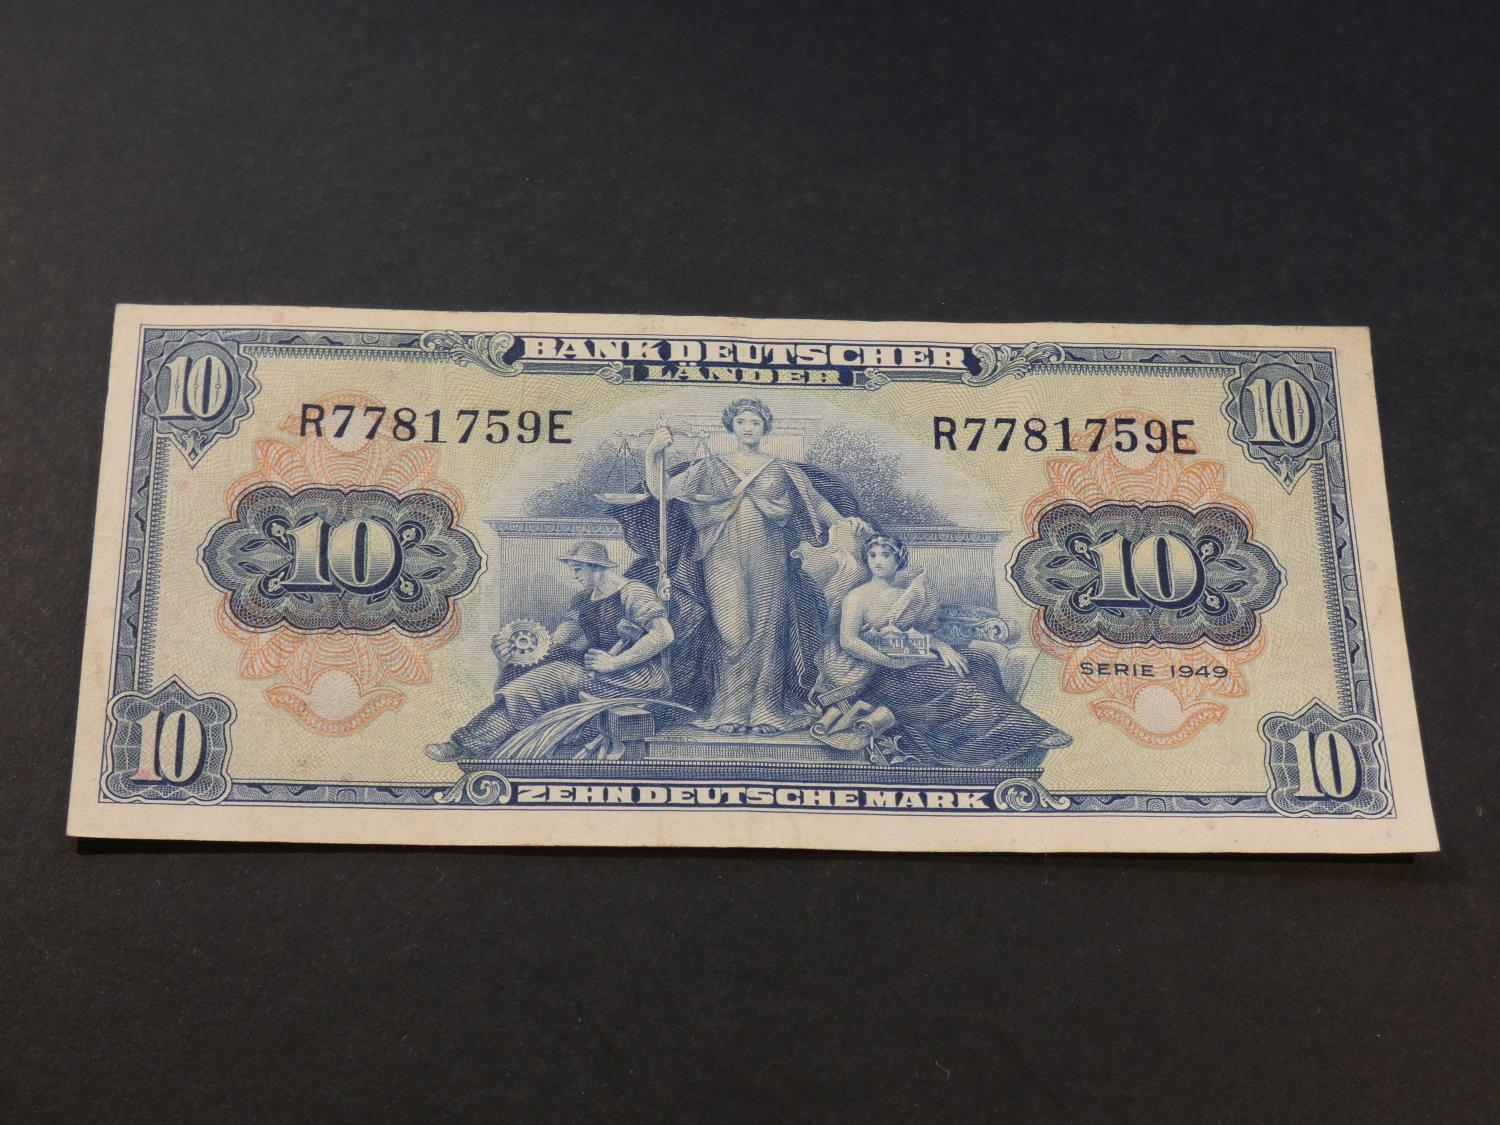 BANK DEUTSCHER
LÄNDER
10 10
R7781759E R7781759E
10 10
SERIE 1949
10 10
ZEHN DEUTSCHE MARK